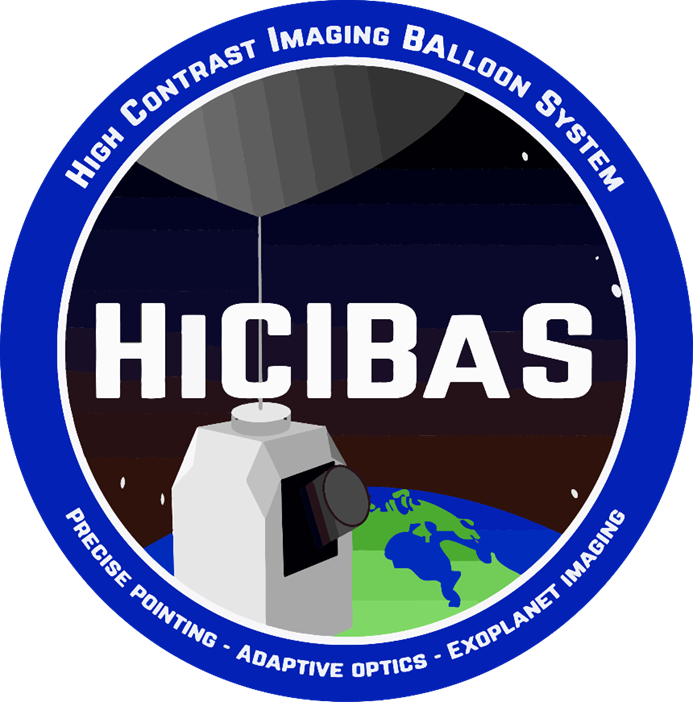 High Contrast Imaging BAlloon System
HiCIBaS
precise pointing - Adaptive optics - Exoplanet imaging